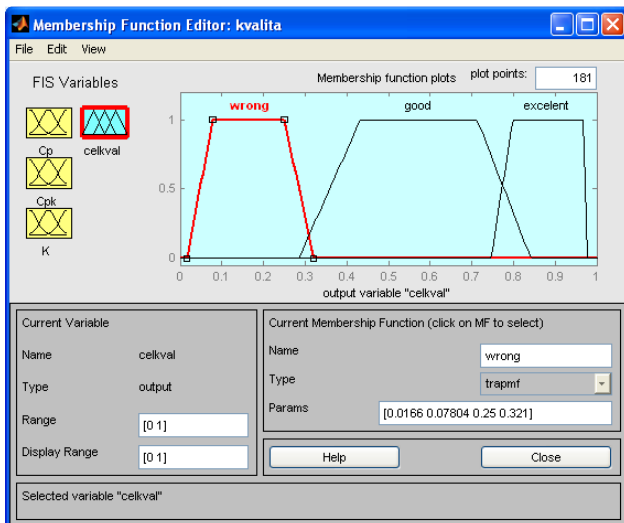 Membership Function Editor: kvalita
File Edit View
FIS Variables
Cp
celkval
Cpk
K
Membership function plots
plot points:
181
wrong
good
excelent
1
0.5
0
0 0.1 0.2 0.3 0.4 0.5 0.6 0.7 0.8 0.9 1
output variable "celkval"
Current Variable
Name celkval
Type output
Range [0 1]
Display Range [0 1]
Current Membership Function (click on MF to select)
Name wrong
Type trapmf
Params [0.0166 0.07804 0.25 0.321]
Help Close
Selected variable "celkval"